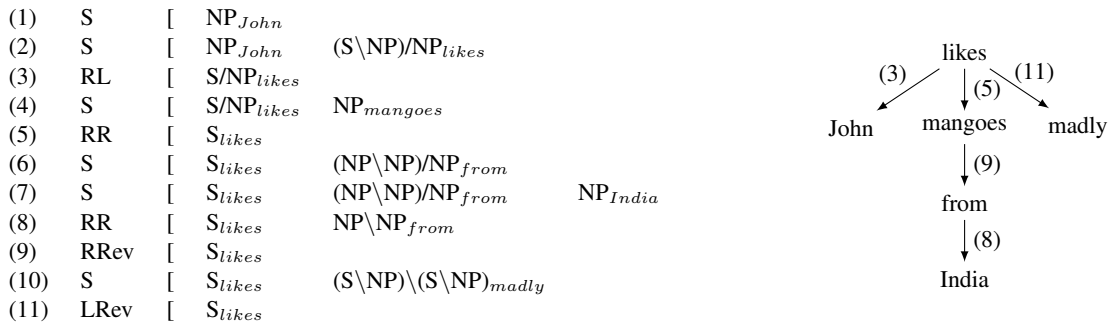 (1) S [ NP_John
(2) S [ NP_John (S\NP)/NP_likes
(3) RL [ S/NP_likes
(4) S [ S/NP_likes NP_mangoes
(5) RR [ S_likes
(6) S [ S_likes (NP\NP)/NP_from
(7) S [ S_likes (NP\NP)/NP_from NP_India
(8) RR [ S_likes NP\NP_from
(9) RRev [ S_likes
(10) S [ S_likes (S\NP)\(S\NP)_madly
(11) LRev [ S_likes
likes
(3) (5) (11)
John mangoes madly
(9)
from
(8)
India